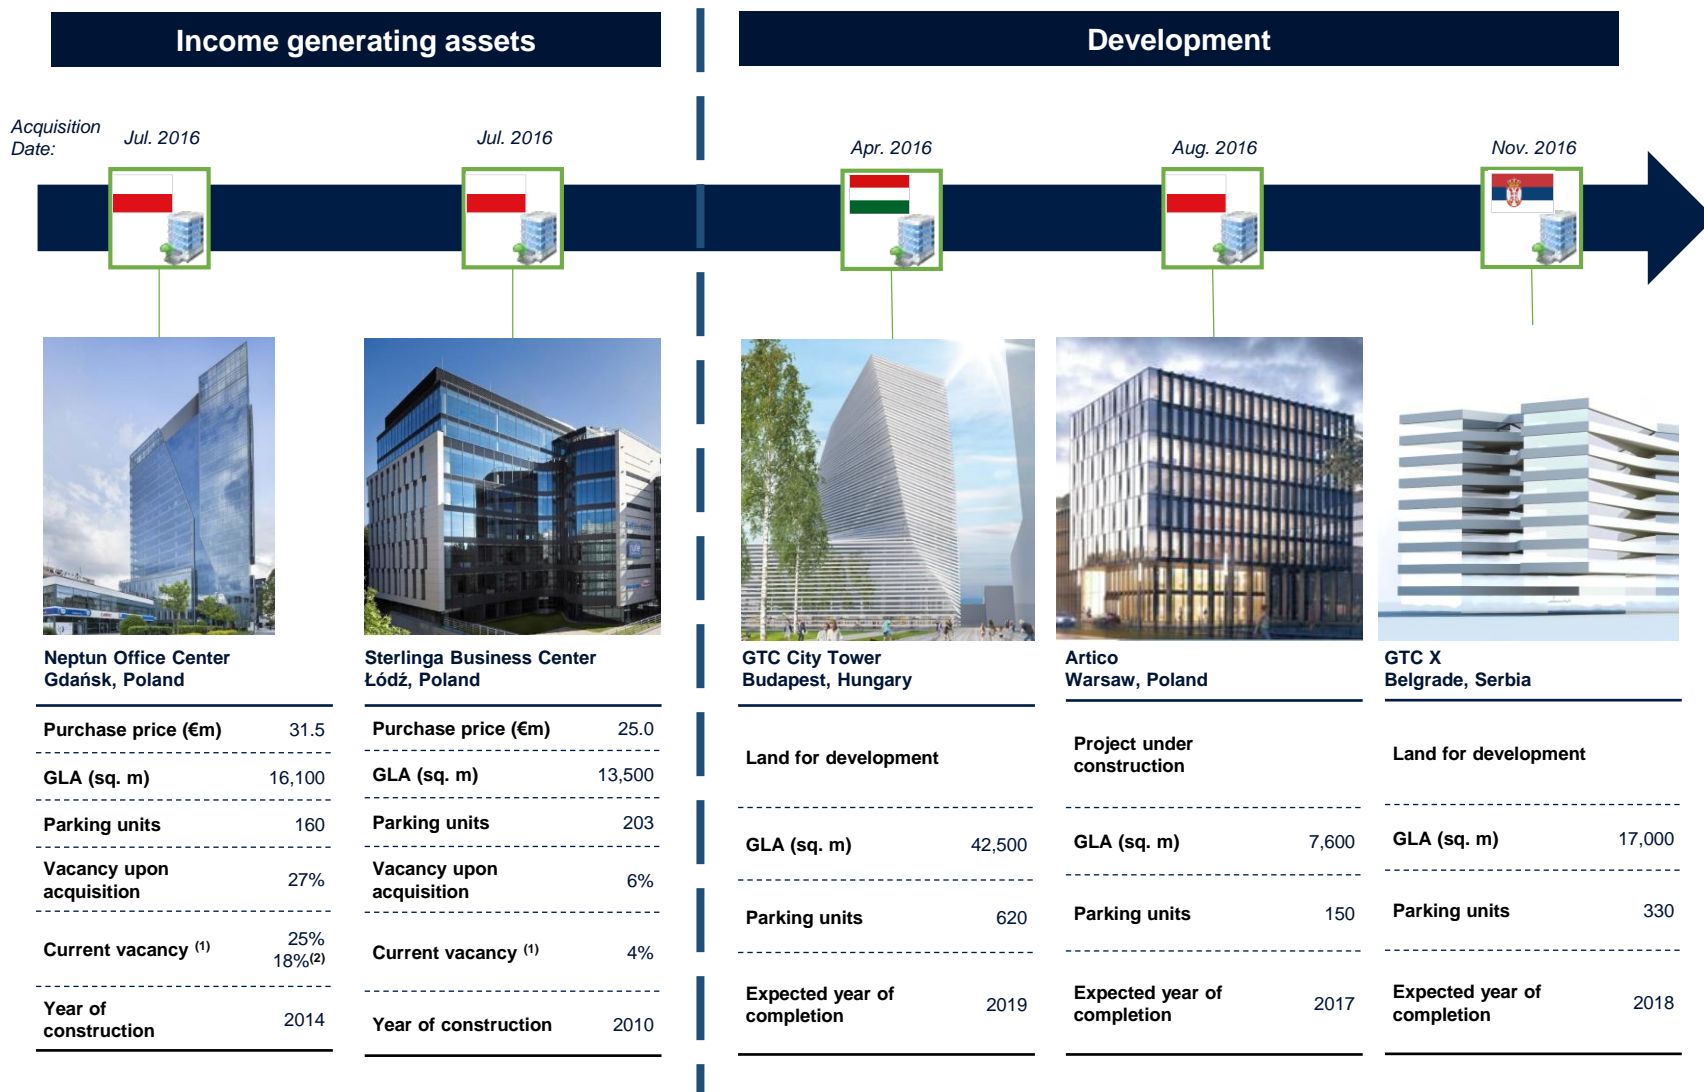 Income generating assets
Development
Acquisition
Date:
Jul. 2016
Jul. 2016
Apr. 2016
Aug. 2016
Nov. 2016
Neptun Office Center
Gdańsk, Poland
Purchase price (€m) 31.5
GLA (sq. m) 16,100
Parking units 160
Vacancy upon
acquisition 27%
Current vacancy (1) 25%
18%(2)
Year of
construction 2014
Sterlinga Business Center
Łódź, Poland
Purchase price (€m) 25.0
GLA (sq. m) 13,500
Parking units 203
Vacancy upon
acquisition 6%
Current vacancy (1) 4%
Year of construction 2010
GTC City Tower
Budapest, Hungary
Land for development
GLA (sq. m) 42,500
Parking units 620
Expected year of
completion 2019
Artico
Warsaw, Poland
Project under
construction
GLA (sq. m) 7,600
Parking units 150
Expected year of
completion 2017
GTC X
Belgrade, Serbia
Land for development
GLA (sq. m) 17,000
Parking units 330
Expected year of
completion 2018